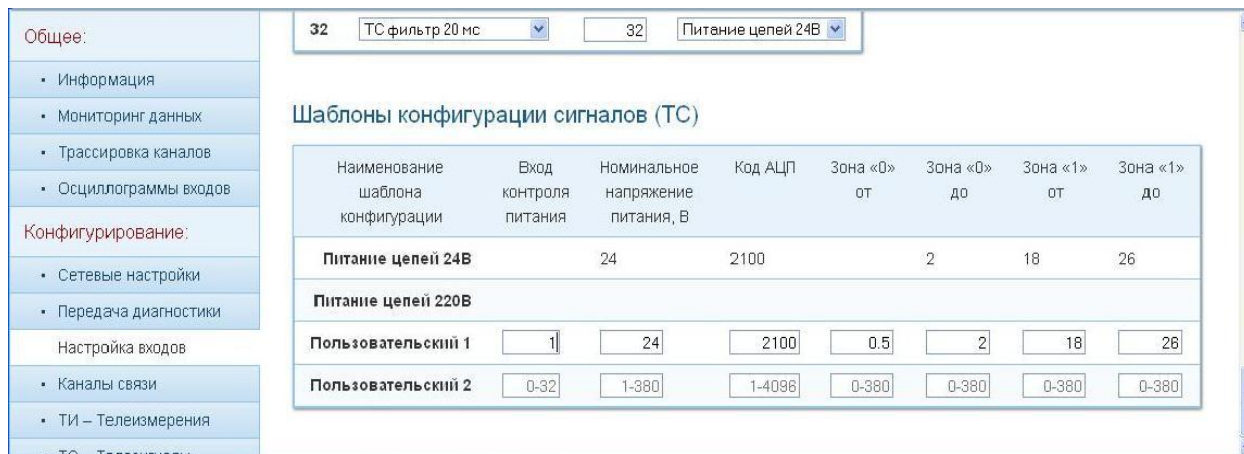 Общее:
• Информация
• Мониторинг данных
• Трассировка каналов
• Осциллограммы входов
Конфигурирование:
• Сетевые настройки
• Передача диагностики
Настройка входов
• Каналы связи
• ТИ – Телеизмерения
32 ТС фильтр 20 мс 32 Питание цепей 24В
Шаблоны конфигурации сигналов (ТС)
Наименование шаблона конфигурации Вход контроля питания Номинальное напряжение питания, В Код АЦП Зона «0» от Зона «0» до Зона «1» от Зона «1» до
Питание цепей 24В 24 2100 2 18 26
Питание цепей 220В
Пользовательский 1 1 24 2100 0.5 2 18 26
Пользовательский 2 0-32 1-380 1-4096 0-380 0-380 0-380 0-380